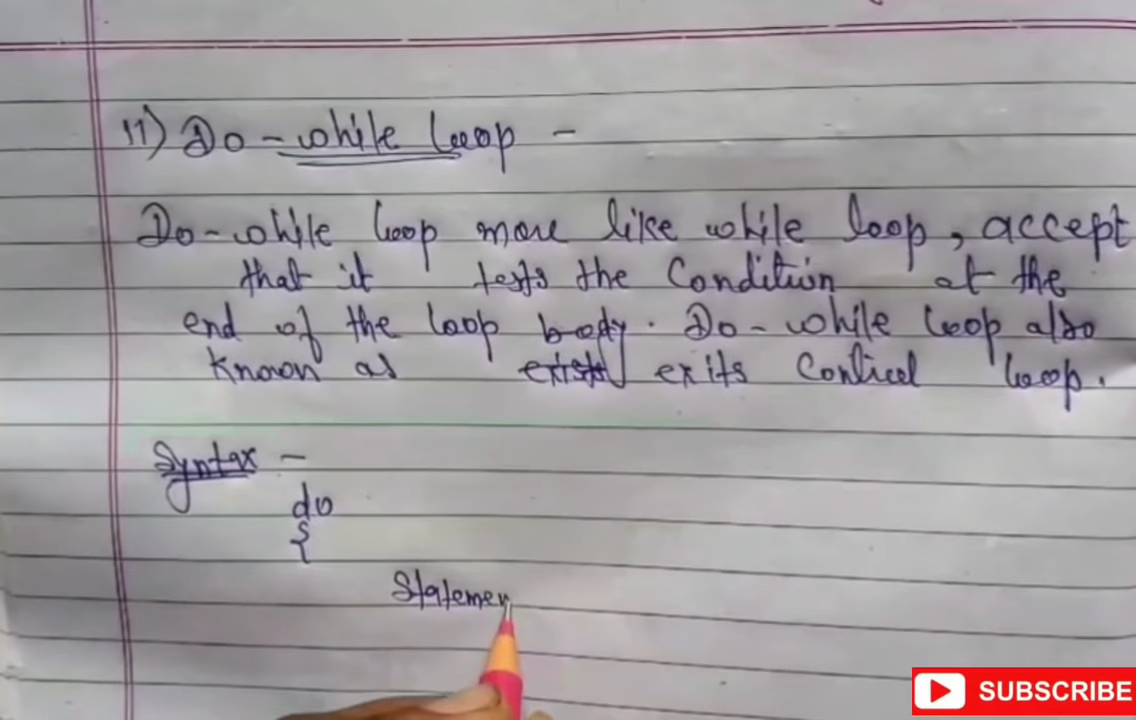 11) Do-while loop -
Do-while loop more like while loop, accept
that it tests the Condition at the
end of the loop body. Do-while loop also
known as exits Control loop.
Syntax -
do
{
Statemen
SUBSCRIBE